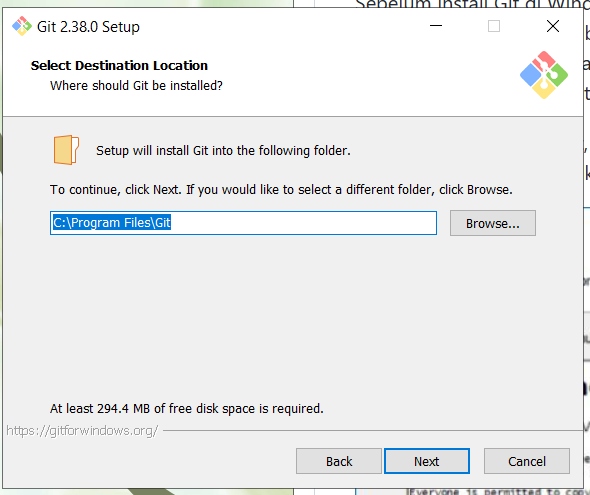 Sebelum Install Git di Wind
Git 2.38.0 Setup
Select Destination Location
Where should Git be installed?
Setup will install Git into the following folder.
To continue, click Next. If you would like to select a different folder, click Browse.
C:\Program Files\Git
Browse...
At least 294.4 MB of free disk space is required.
https://gitforwindows.org/
Back
Next
Cancel
Everyone is permitted to copy